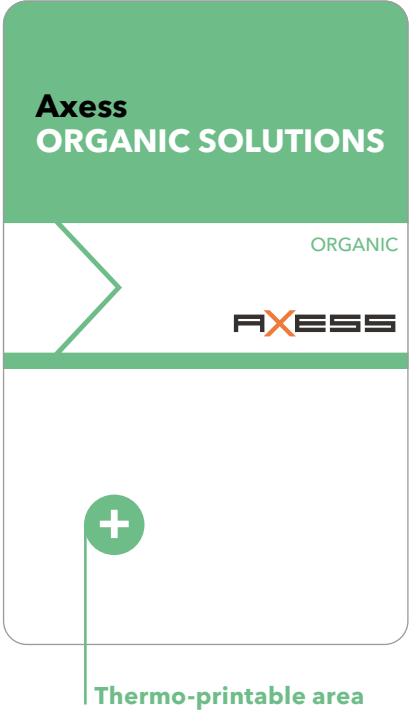 Axess
ORGANIC SOLUTIONS
ORGANIC
AXESS
Thermo-printable area